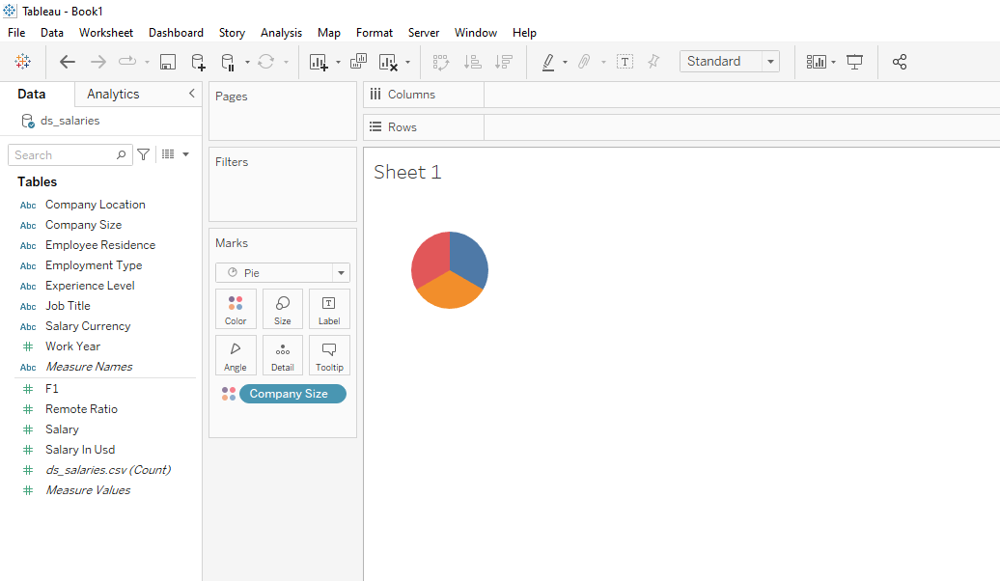 Tableau - Book1
File Data Worksheet Dashboard Story Analysis Map Format Server Window Help
Standard
Data Analytics
ds_salaries
Search
Tables
Abc Company Location
Abc Company Size
Abc Employee Residence
Abc Employment Type
Abc Experience Level
Abc Job Title
Abc Salary Currency
# Work Year
Abc Measure Names
# F1
# Remote Ratio
# Salary
# Salary In Usd
# ds_salaries.csv (Count)
# Measure Values
Pages
Filters
Marks
Pie
Color Size Label
Angle Detail Tooltip
Company Size
Columns
Rows
Sheet 1